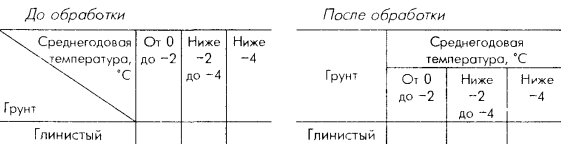 До обработки
Среднегодовая температура, °С
От 0 до −2
Ниже −2 до −4
Ниже −4
Грунт
Глинистый
После обработки
Грунт
Среднегодовая температура, °С
От 0 до −2
Ниже −2 до −4
Ниже −4
Глинистый